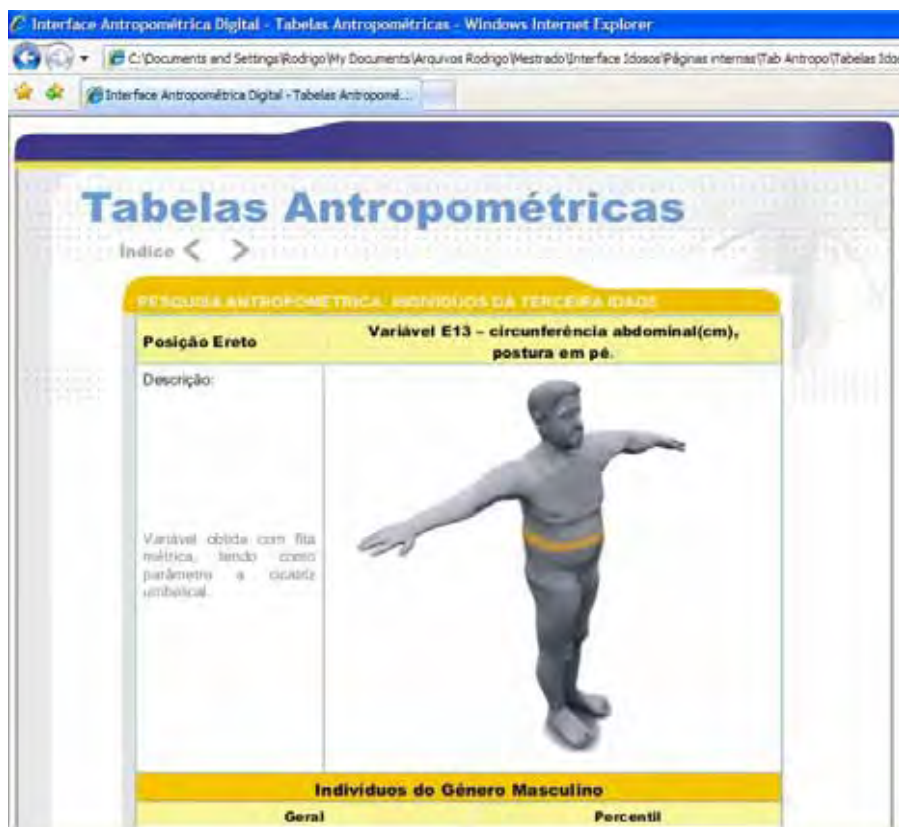 Interface Antropométrica Digital - Tabelas Antropométricas - Windows Internet Explorer
C:\Documents and Settings\Rodrigo\My Documents\Arquivos Rodrigo\Mestrado\Interface Idosos\Páginas internas\Tab Antropo\Tabelas Ido
Interface Antropométrica Digital - Tabelas Antropomé...
Tabelas Antropométricas
Índice < >
PESQUISA ANTROPOMÉTRICA: INDIVÍDUOS DA TERCEIRA IDADE
Posição Ereto
Variável E13 – circunferência abdominal(cm),
postura em pé.
Descrição:
Variável obtida com fita
métrica, tendo como
parâmetro a cicatriz
umbelical.
Indivíduos do Gênero Masculino
Geral Percentil